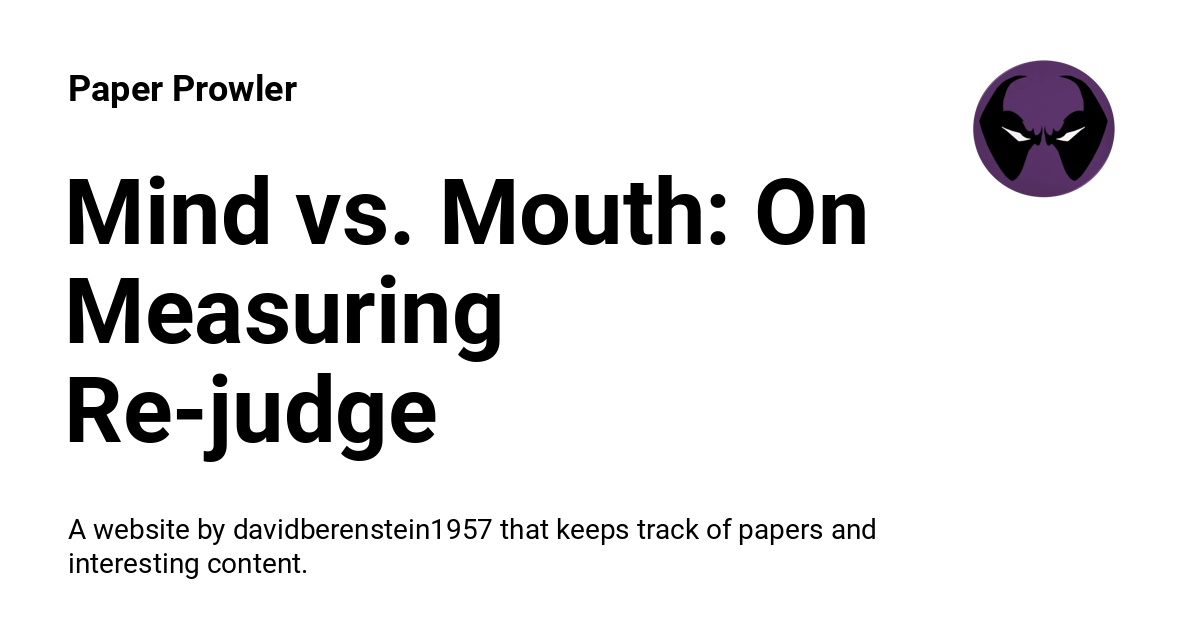 Paper Prowler
Mind vs. Mouth: On
Measuring
Re-judge
A website by davidberenstein1957 that keeps track of papers and
interesting content.